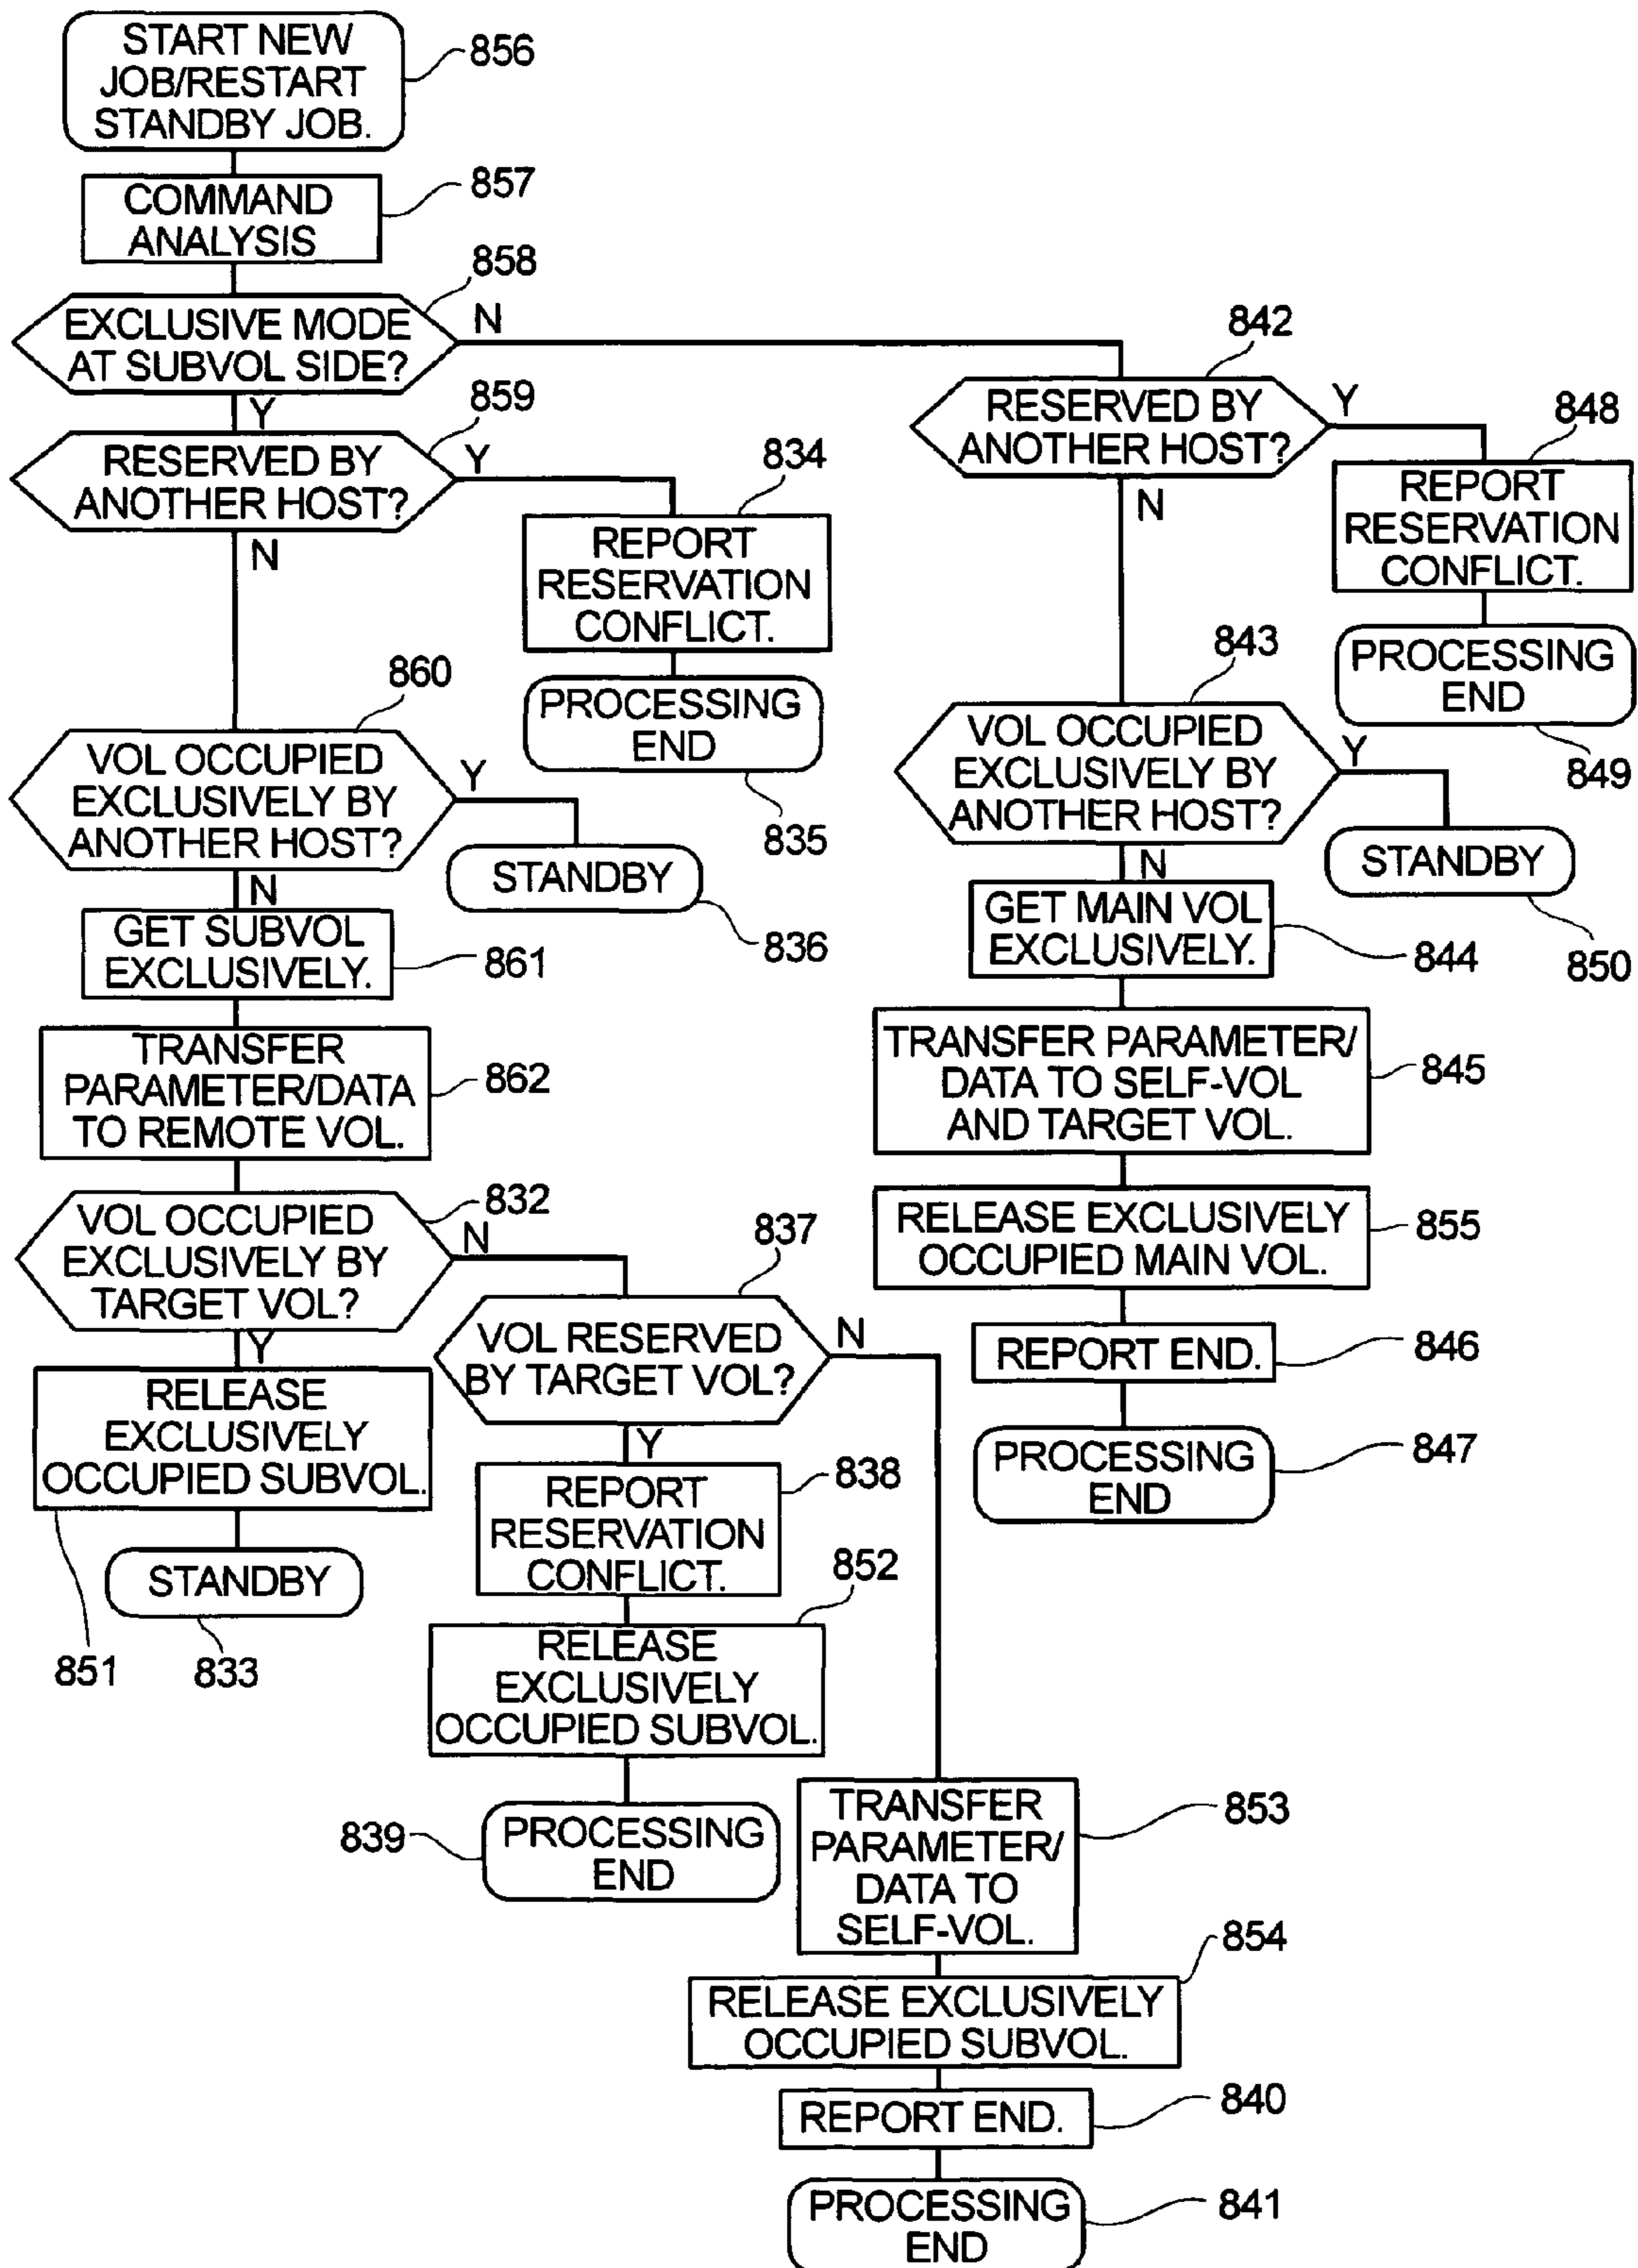 START NEW
JOB/RESTART
STANDBY JOB.
856
COMMAND
ANALYSIS
857
EXCLUSIVE MODE
AT SUBVOL SIDE?
858
N
Y
RESERVED BY
ANOTHER HOST?
859
Y
N
REPORT
RESERVATION
CONFLICT.
834
PROCESSING
END
835
VOL OCCUPIED
EXCLUSIVELY BY
ANOTHER HOST?
860
Y
N
STANDBY
836
GET SUBVOL
EXCLUSIVELY.
861
TRANSFER
PARAMETER/DATA
TO REMOTE VOL.
862
VOL OCCUPIED
EXCLUSIVELY BY
TARGET VOL?
832
N
Y
RELEASE
EXCLUSIVELY
OCCUPIED SUBVOL.
851
STANDBY
833
VOL RESERVED
BY TARGET VOL?
837
N
Y
REPORT
RESERVATION
CONFLICT.
838
RELEASE
EXCLUSIVELY
OCCUPIED SUBVOL.
852
PROCESSING
END
839
TRANSFER
PARAMETER/
DATA TO
SELF-VOL.
853
RELEASE EXCLUSIVELY
OCCUPIED SUBVOL.
854
REPORT END.
840
PROCESSING
END
841
RESERVED BY
ANOTHER HOST?
842
Y
N
REPORT
RESERVATION
CONFLICT.
848
PROCESSING
END
849
VOL OCCUPIED
EXCLUSIVELY BY
ANOTHER HOST?
843
Y
N
STANDBY
850
GET MAIN VOL
EXCLUSIVELY.
844
TRANSFER PARAMETER/
DATA TO SELF-VOL
AND TARGET VOL.
845
RELEASE EXCLUSIVELY
OCCUPIED MAIN VOL.
855
REPORT END.
846
PROCESSING
END
847